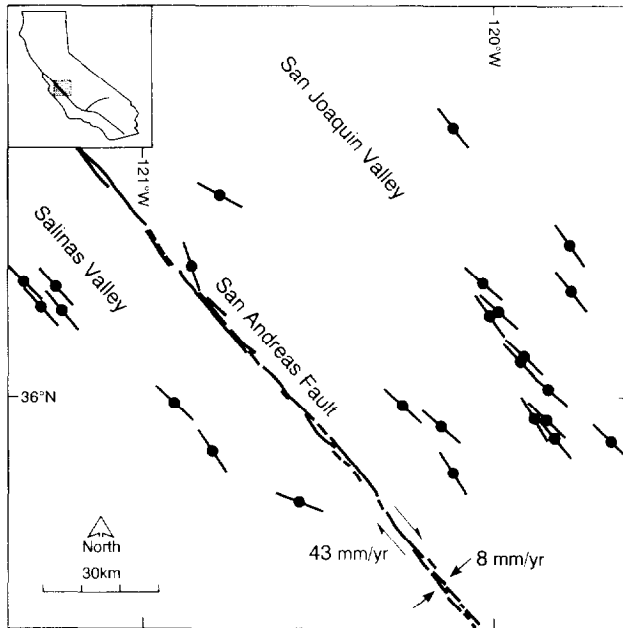 120°W
San Joaquin Valley
121°W
Salinas Valley
San Andreas Fault
36°N
North
30km
43 mm/yr
8 mm/yr